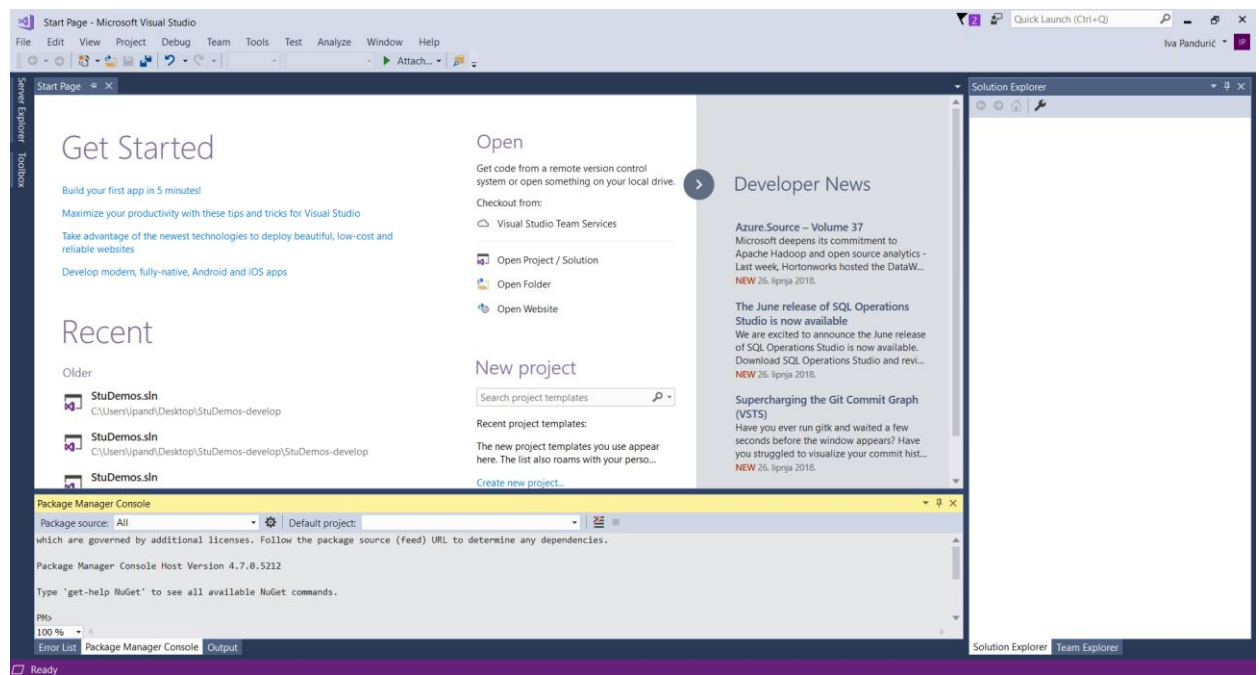 Start Page - Microsoft Visual Studio
2
Quick Launch (Ctrl+Q)
File Edit View Project Debug Team Tools Test Analyze Window Help
Iva Pandurić
IP
Attach...
Server Explorer
Toolbox
Start Page
Get Started
Build your first app in 5 minutes!
Maximize your productivity with these tips and tricks for Visual Studio
Take advantage of the newest technologies to deploy beautiful, low-cost and
reliable websites
Develop modern, fully-native, Android and iOS apps
Recent
Older
StuDemos.sln
C:\Users\ipand\Desktop\StuDemos-develop
StuDemos.sln
C:\Users\ipand\Desktop\StuDemos-develop\StuDemos-develop
StuDemos.sln
Open
Get code from a remote version control
system or open something on your local drive.
Checkout from:
Visual Studio Team Services
Open Project / Solution
Open Folder
Open Website
New project
Search project templates
Recent project templates:
The new project templates you use appear
here. The list also roams with your perso...
Create new project...
Developer News
Azure.Source – Volume 37
Microsoft deepens its commitment to
Apache Hadoop and open source analytics -
Last week, Hortonworks hosted the DataW...
NEW 26. lipnja 2018.
The June release of SQL Operations
Studio is now available
We are excited to announce the June release
of SQL Operations Studio is now available.
Download SQL Operations Studio and revi...
NEW 26. lipnja 2018.
Supercharging the Git Commit Graph
(VSTS)
Have you ever run gitk and waited a few
seconds before the window appears? Have
you struggled to visualize your commit hist...
NEW 26. lipnja 2018.
Solution Explorer
Package Manager Console
Package source: All
Default project:
which are governed by additional licenses. Follow the package source (feed) URL to determine any dependencies.
Package Manager Console Host Version 4.7.0.5212
Type 'get-help NuGet' to see all available NuGet commands.
PM>
100 %
Error List Package Manager Console Output
Solution Explorer Team Explorer
Ready